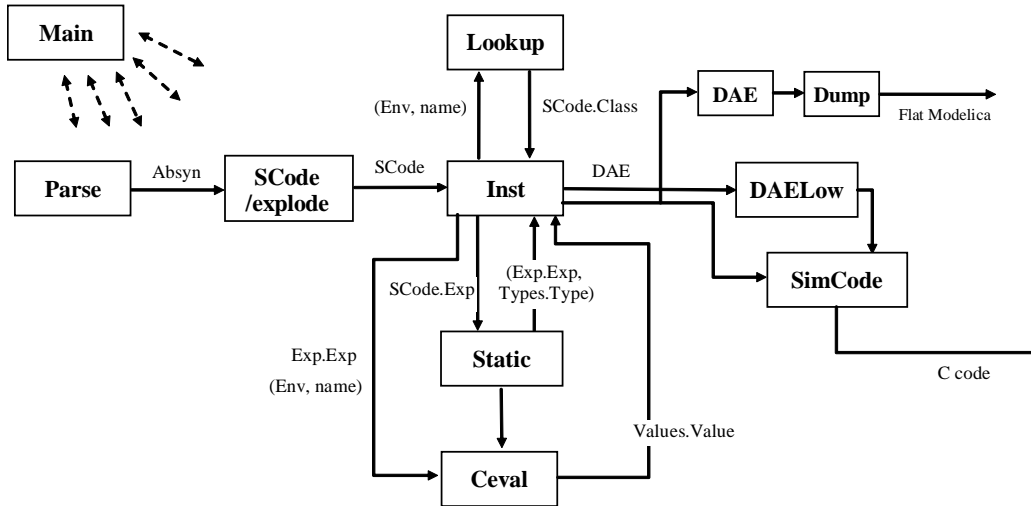 Main
Lookup
(Env, name)
SCode.Class
DAE
Dump
Flat Modelica
Parse
Absyn
SCode
/explode
SCode
Inst
DAE
DAELow
SimCode
C code
SCode.Exp
(Exp.Exp,
Types.Type)
Static
Exp.Exp
(Env, name)
Values.Value
Ceval